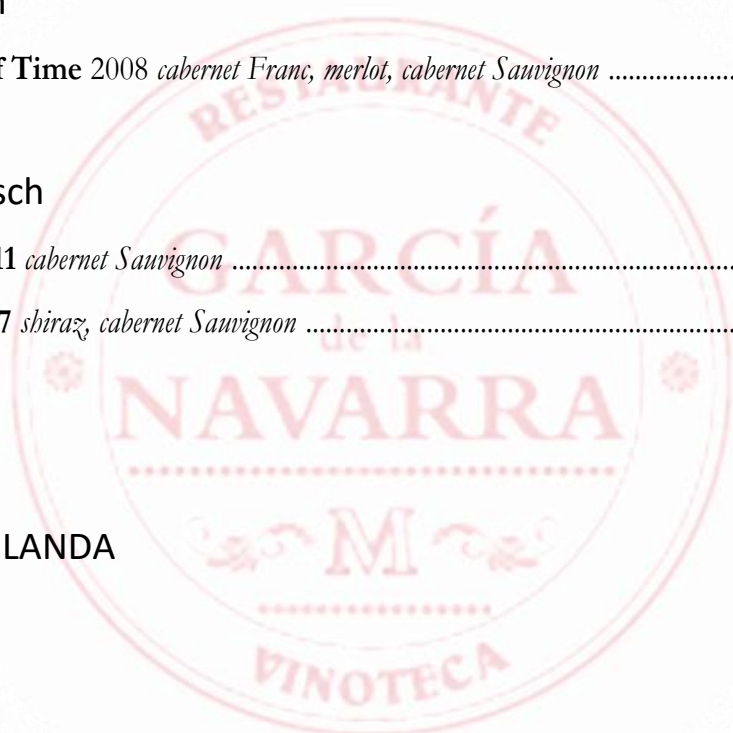 f Time 2008 cabernet Franc, merlot, cabernet Sauvignon ...............
sch
11 cabernet Sauvignon ................................................................
7 shiraz, cabernet Sauvignon ......................................................
LANDA
RESTAURANTE
GARCÍA
de la
NAVARRA
M
VINOTECA